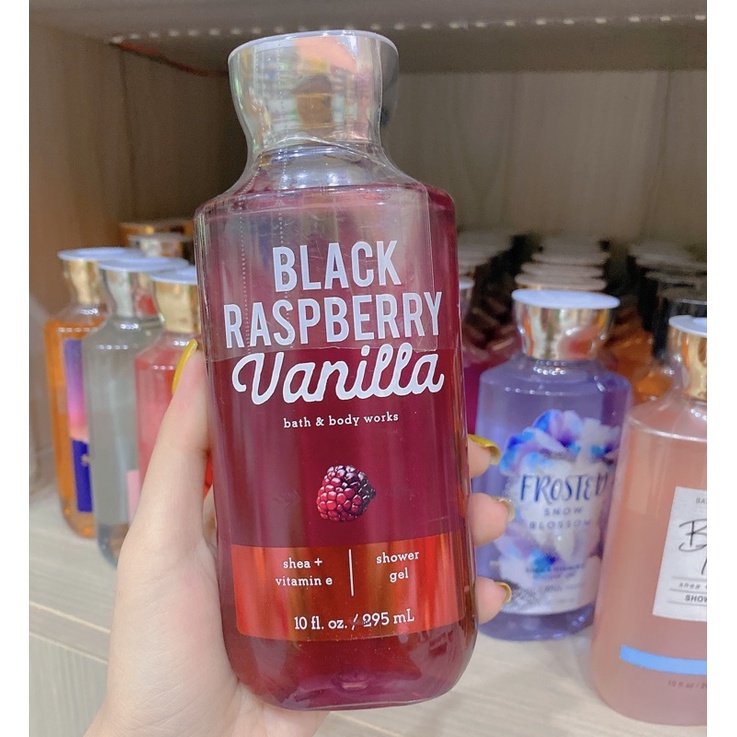 BLACK
RASPBERRY
Vanilla
bath & body works
shea +
vitamin e
shower
gel
10 fl. oz. / 295 mL
FROSTED
SNOW
BLOSSOM